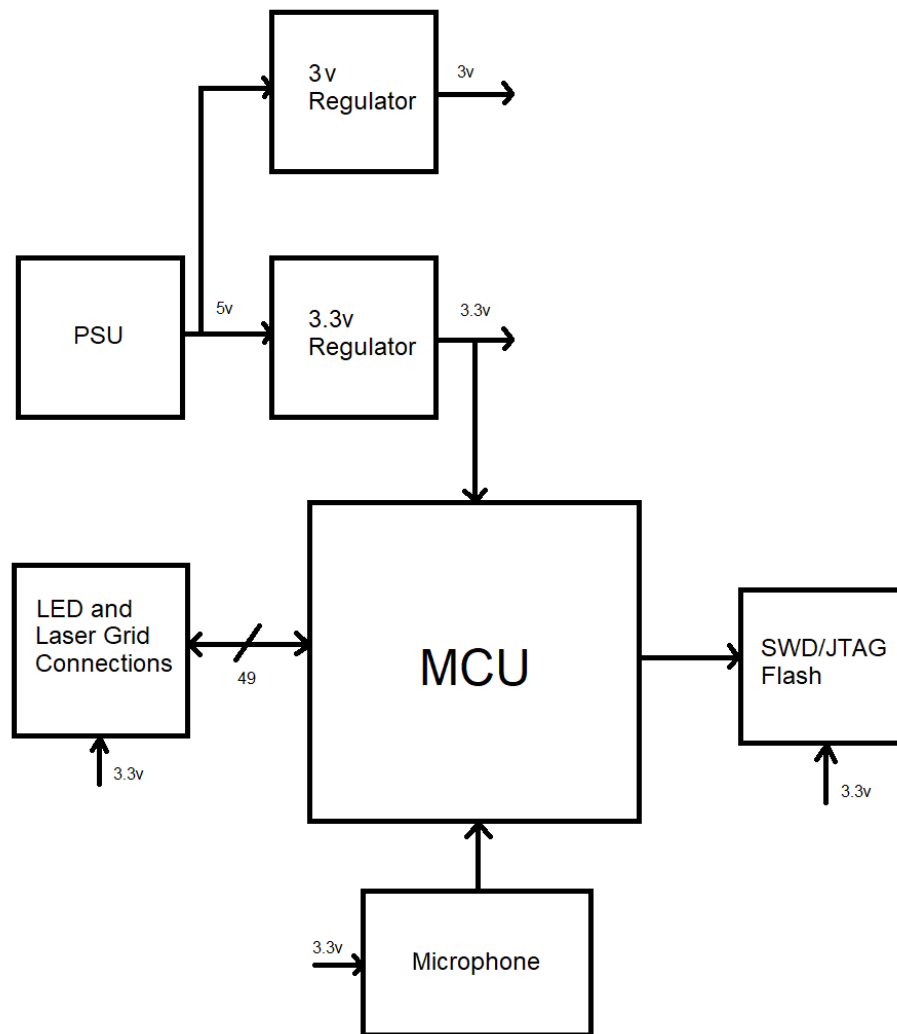 3v
Regulator
3v
PSU
5v
3.3v
Regulator
3.3v
LED and
Laser Grid
Connections
49
3.3v
MCU
SWD/JTAG
Flash
3.3v
3.3v
Microphone